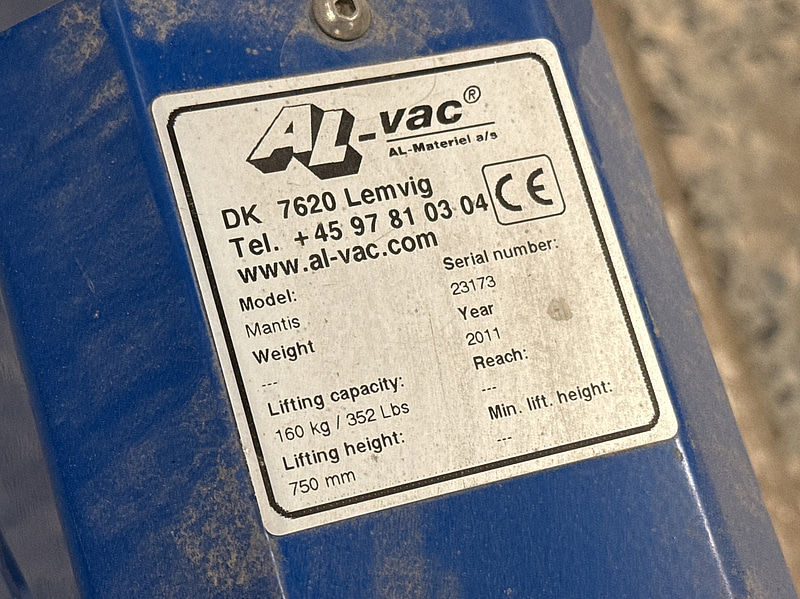 AL-vac®
AL-Materiel a/s
DK 7620 Lemvig
Tel. +45 97 81 03 04
www.al-vac.com
CE
Model:
Mantis
Weight
---
Lifting capacity:
160 kg / 352 Lbs
Lifting height:
750 mm
Serial number:
23173
Year
2011
Reach:
---
Min. lift. height:
---